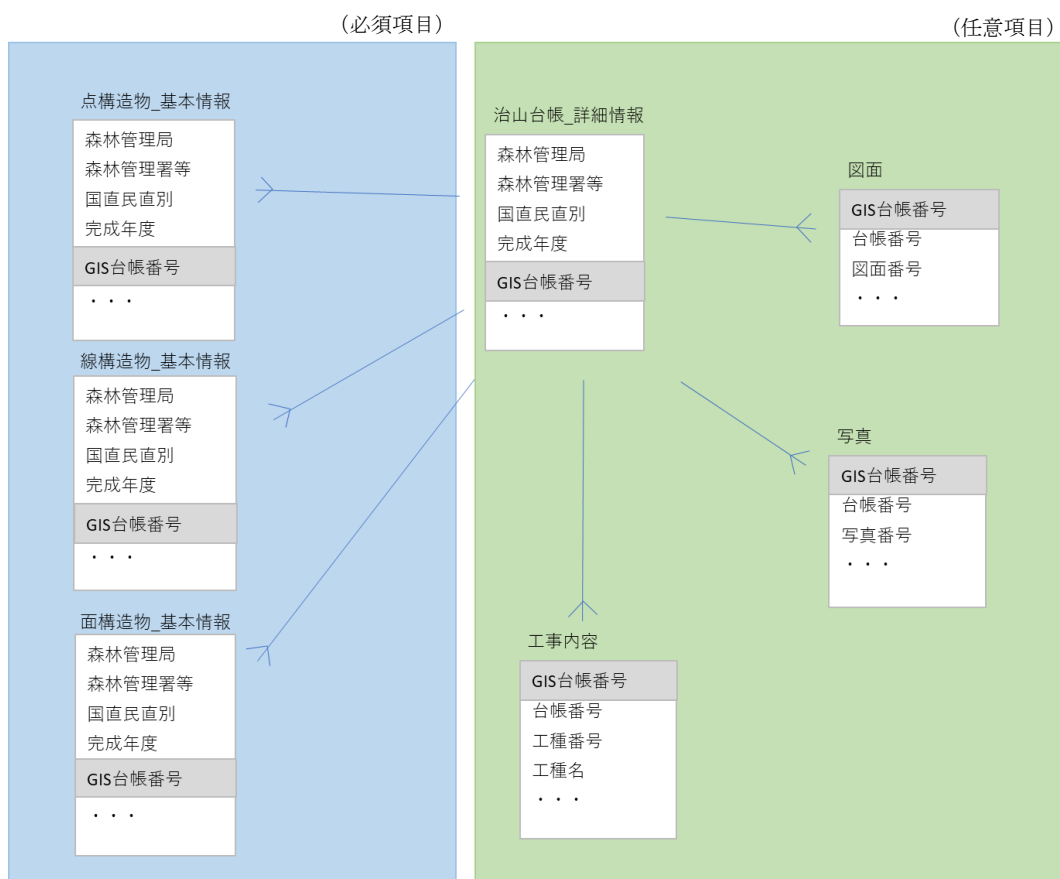 （必須項目）
点構造物_基本情報
森林管理局
森林管理署等
国直民直別
完成年度
GIS台帳番号
・・・
線構造物_基本情報
森林管理局
森林管理署等
国直民直別
完成年度
GIS台帳番号
・・・
面構造物_基本情報
森林管理局
森林管理署等
国直民直別
完成年度
GIS台帳番号
・・・
（任意項目）
治山台帳_詳細情報
森林管理局
森林管理署等
国直民直別
完成年度
GIS台帳番号
・・・
図面
GIS台帳番号
台帳番号
図面番号
・・・
写真
GIS台帳番号
台帳番号
写真番号
・・・
工事内容
GIS台帳番号
台帳番号
工種番号
工種名
・・・